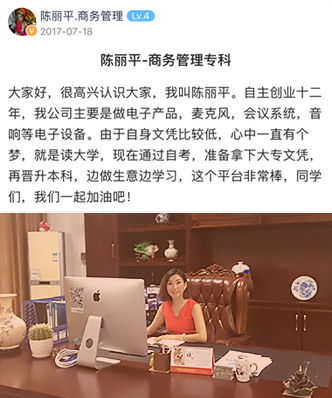 陈丽平.商务管理 Lv.4
2017-07-18
陈丽平-商务管理专科
大家好，很高兴认识大家，我叫陈丽平。自主创业十二
年，我公司主要是做电子产品，麦克风，会议系统，音
响等电子设备。由于自身文凭比较低，心中一直有个
梦，就是读大学，现在通过自考，准备拿下大专文凭，
再晋升本科，边做生意边学习，这个平台非常棒，同学
们，我们一起加油吧！